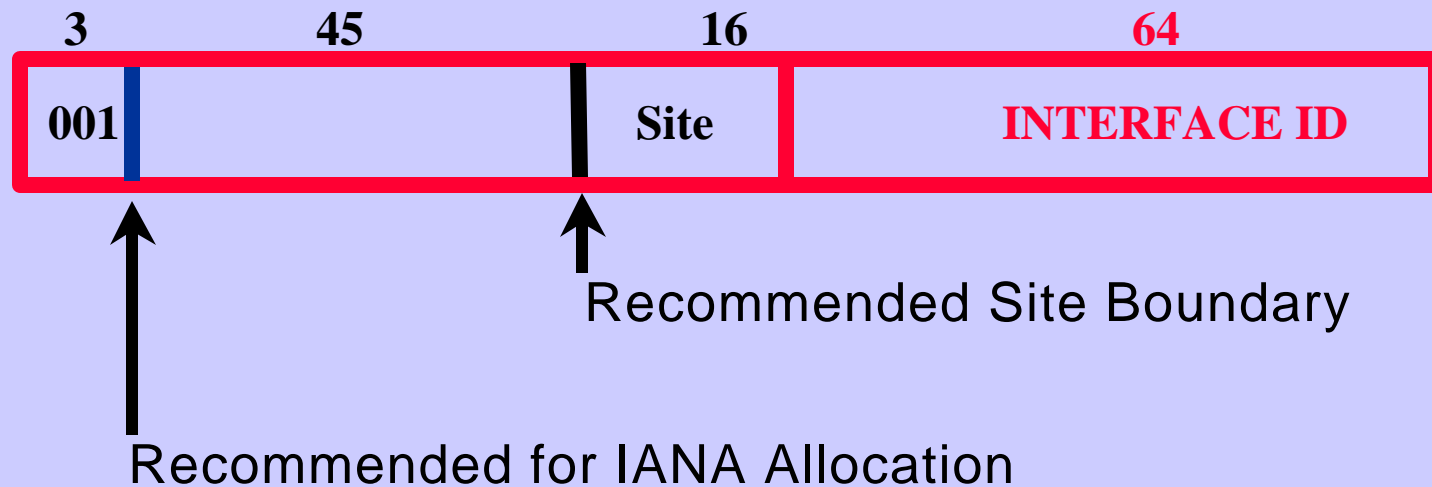 3 45 16 64
001 Site INTERFACE ID
Recommended Site Boundary
Recommended for IANA Allocation